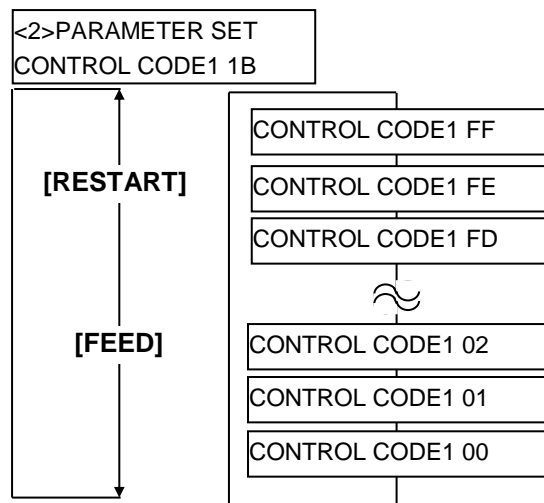 <2>PARAMETER SET
CONTROL CODE1 1B
CONTROL CODE1 FF
[RESTART]
CONTROL CODE1 FE
CONTROL CODE1 FD
[FEED]
CONTROL CODE1 02
CONTROL CODE1 01
CONTROL CODE1 00